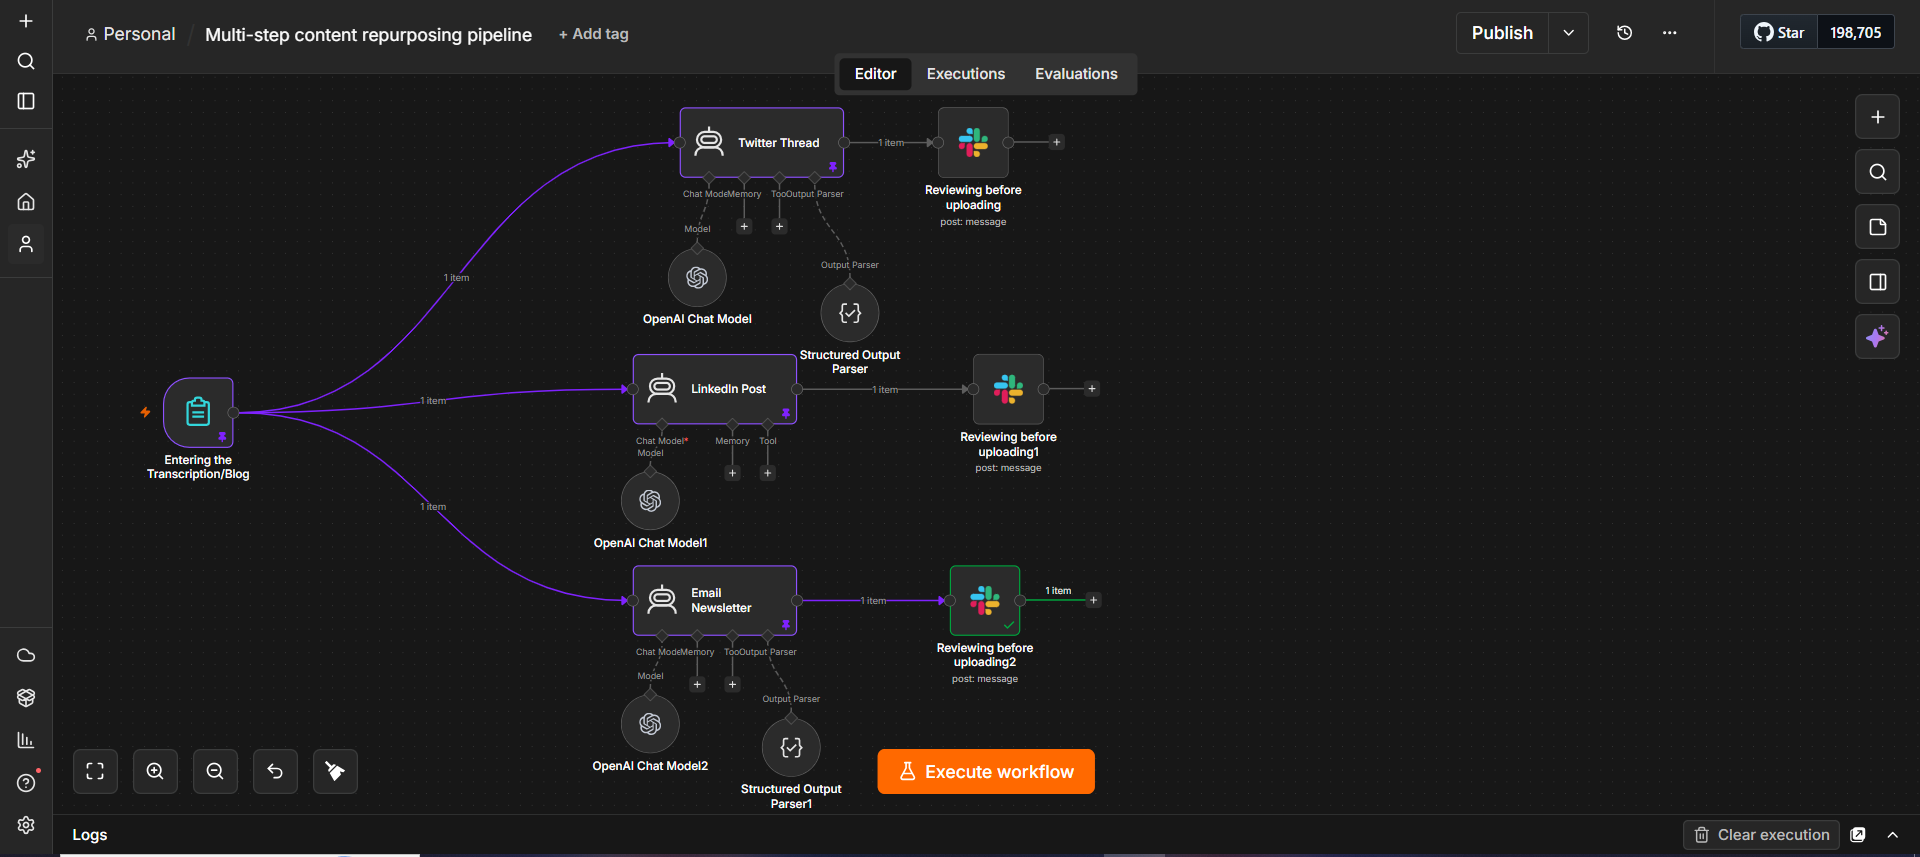 Personal
Multi-step content repurposing pipeline
+ Add tag
Publish
Star
198,705
Editor
Executions
Evaluations
Twitter Thread
1 item
Chat Mode
Memory
Too
Output Parser
Reviewing before
uploading
post: message
Model
Output Parser
1 item
OpenAI Chat Model
Structured Output
Parser
LinkedIn Post
1 item
1 item
Chat Model*
Memory
Tool
Model
Reviewing before
uploading1
post: message
Entering the
Transcription/Blog
1 item
OpenAI Chat Model1
Email
Newsletter
1 item
1 item
Chat Mode
Memory
Too
Output Parser
Reviewing before
uploading2
post: message
Model
Output Parser
OpenAI Chat Model2
Structured Output
Parser1
Execute workflow
Logs
Clear execution